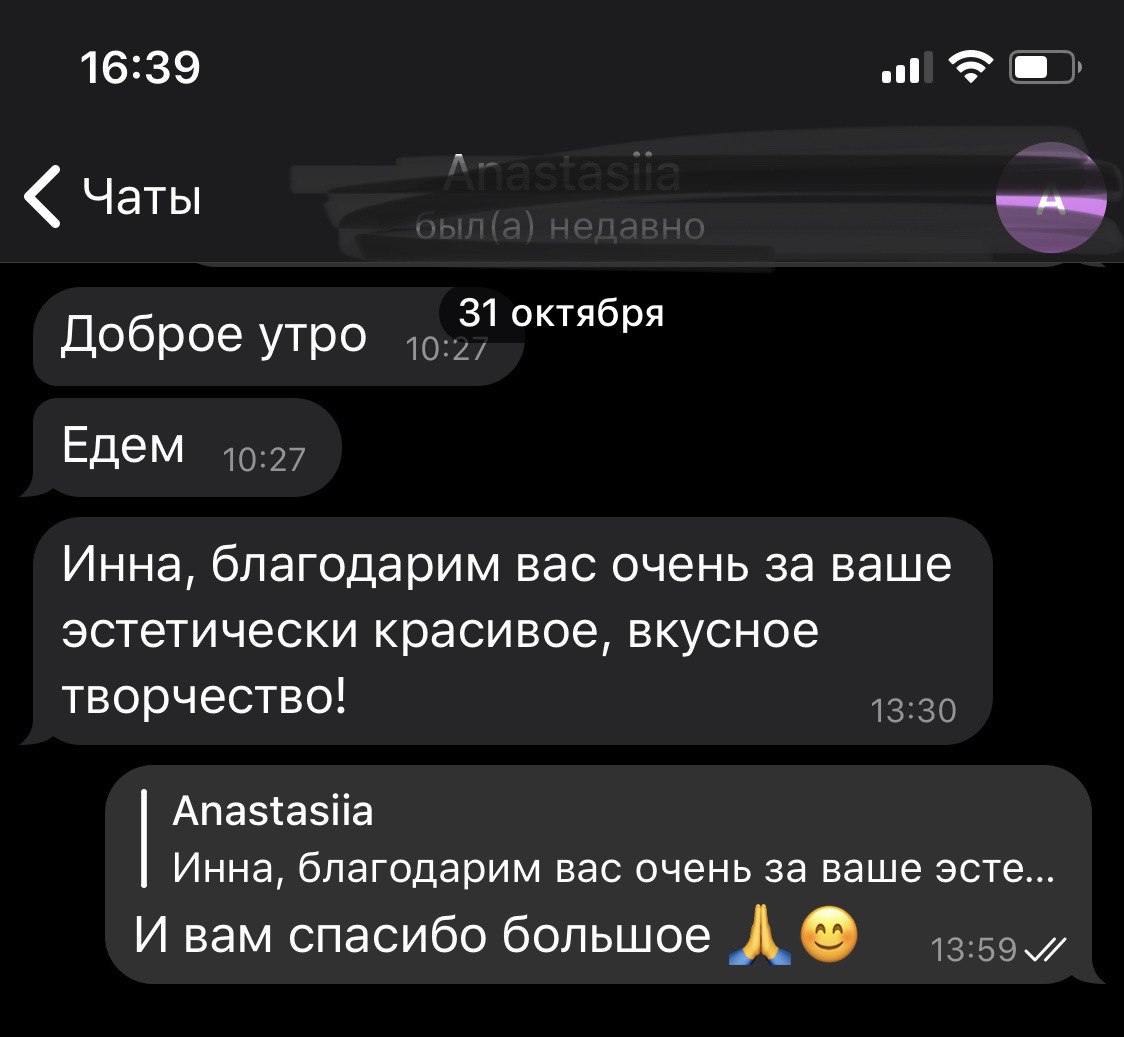 16:39
Чаты
Anastasiia
был(а) недавно
A
31 октября
Доброе утро 10:27
Едем 10:27
Инна, благодарим вас очень за ваше
эстетически красивое, вкусное
творчество!
13:30
Anastasiia
Инна, благодарим вас очень за ваше эсте...
И вам спасибо большое 🙏😊 13:59